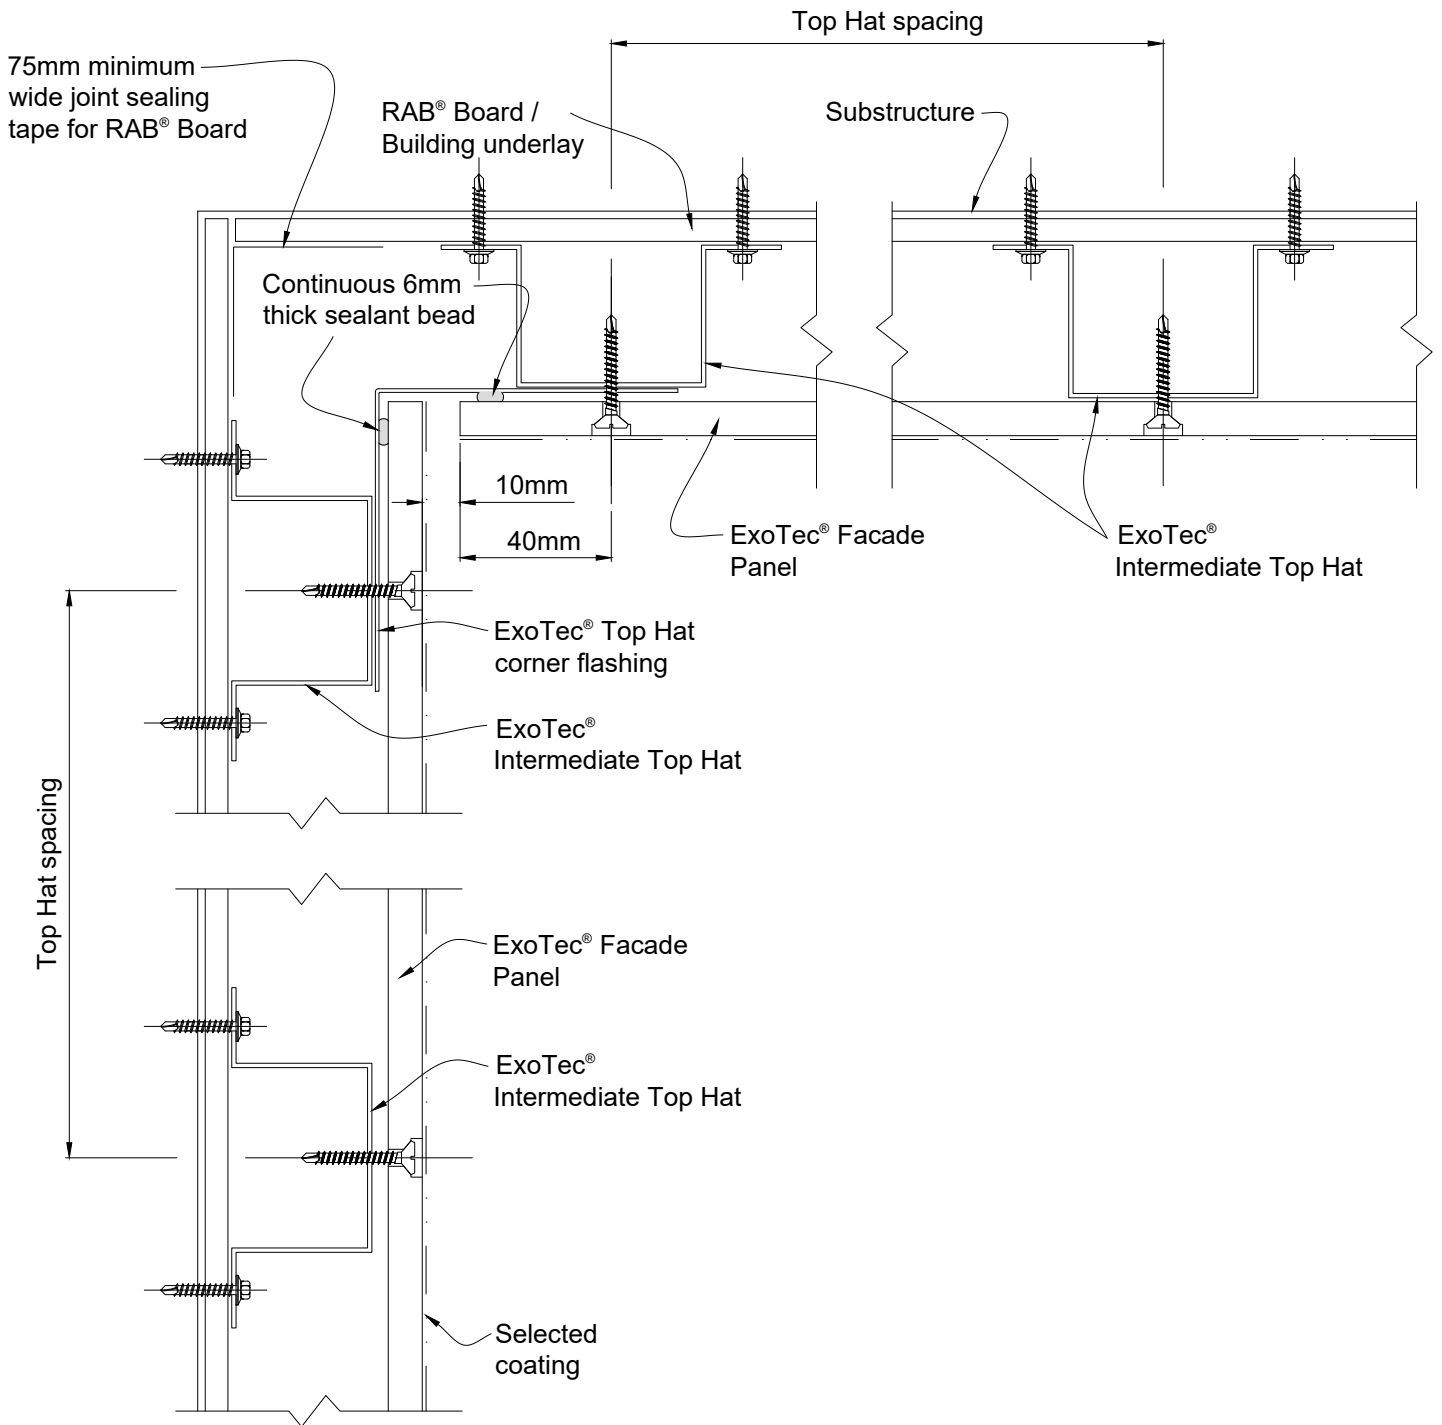 Top Hat spacing
75mm minimum
wide joint sealing
tape for RAB® Board
RAB® Board /
Building underlay
Substructure
Continuous 6mm
thick sealant bead
10mm
40mm
ExoTec® Facade
Panel
ExoTec®
Intermediate Top Hat
ExoTec® Top Hat
corner flashing
ExoTec®
Intermediate Top Hat
Top Hat spacing
ExoTec® Facade
Panel
ExoTec®
Intermediate Top Hat
Selected
coating